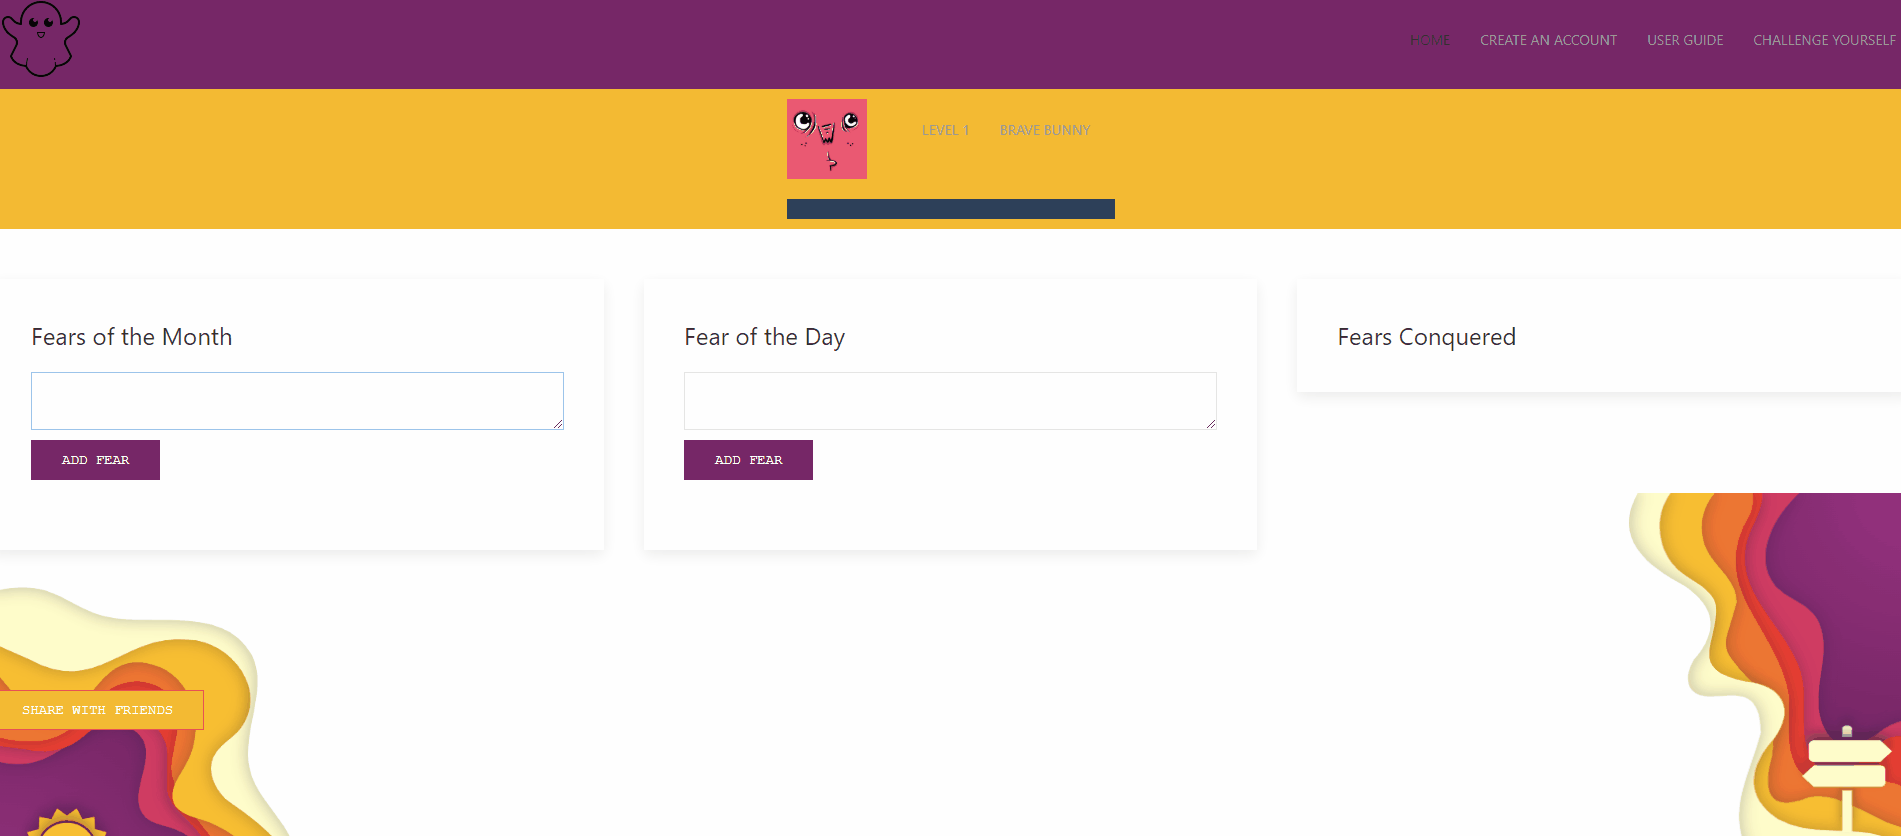 HOME CREATE AN ACCOUNT USER GUIDE CHALLENGE YOURSELF
LEVEL 1 BRAVE BUNNY
Fears of the Month
ADD FEAR
Fear of the Day
ADD FEAR
Fears Conquered
SHARE WITH FRIENDS